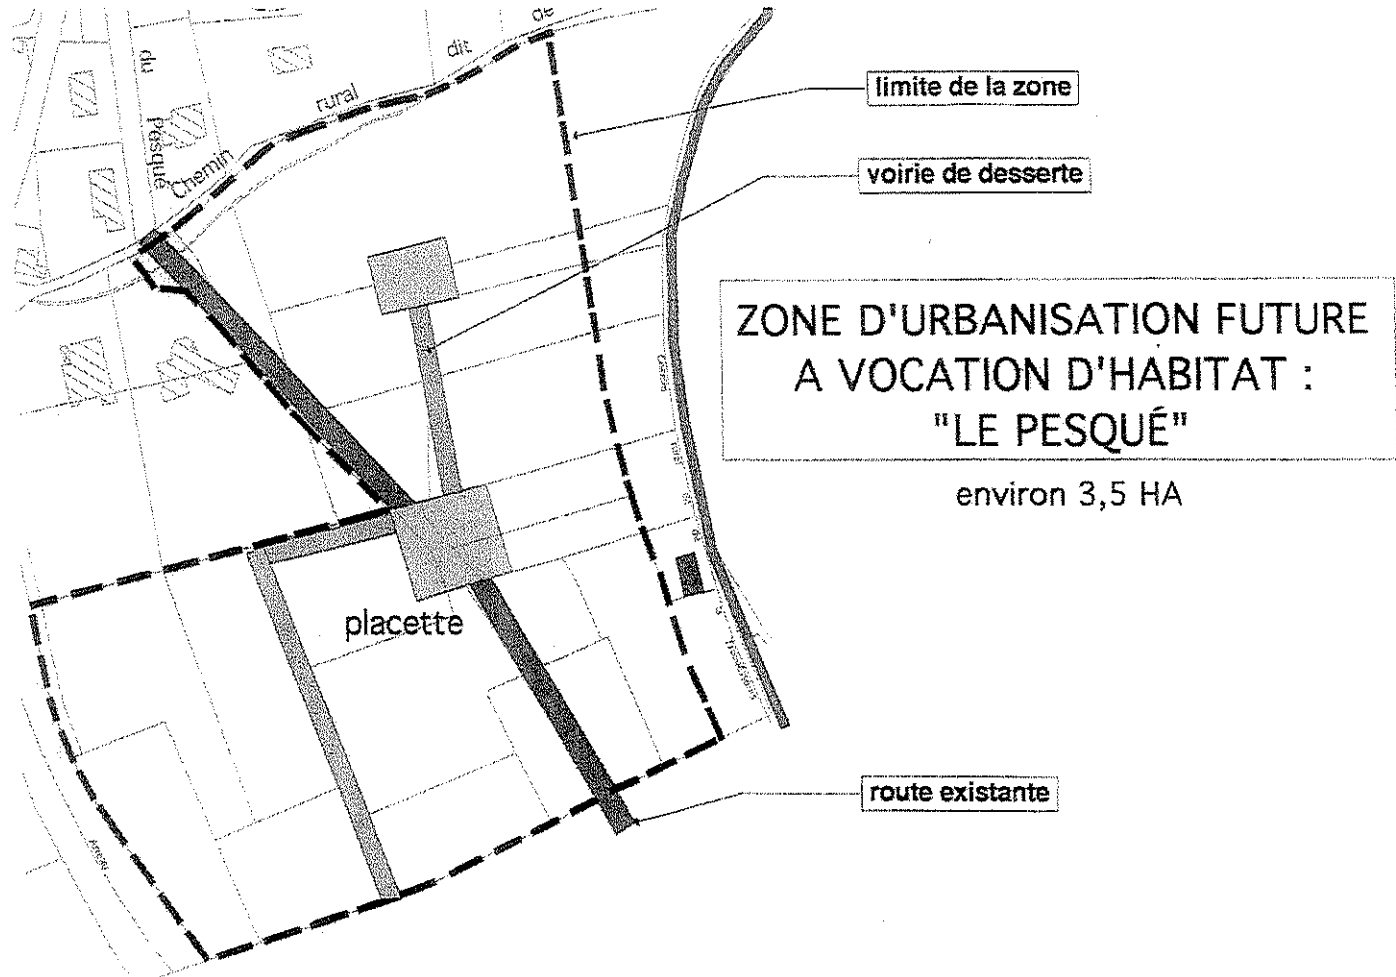 de
dit
rural
Chemin
du
Pesqué
limite de la zone
voirie de desserte
ZONE D'URBANISATION FUTURE
A VOCATION D'HABITAT :
"LE PESQUÉ"
environ 3,5 HA
placette
route existante